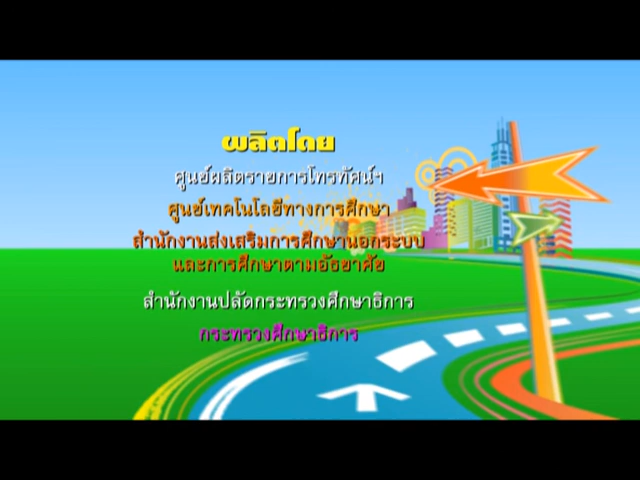 ผลิตโดย
ศูนย์ผลิตรายการโทรทัศน์ฯ
ศูนย์เทคโนโลยีทางการศึกษา
สำนักงานส่งเสริมการศึกษานอกระบบ
และการศึกษาตามอัธยาศัย
สำนักงานปลัดกระทรวงศึกษาธิการ
กระทรวงศึกษาธิการ